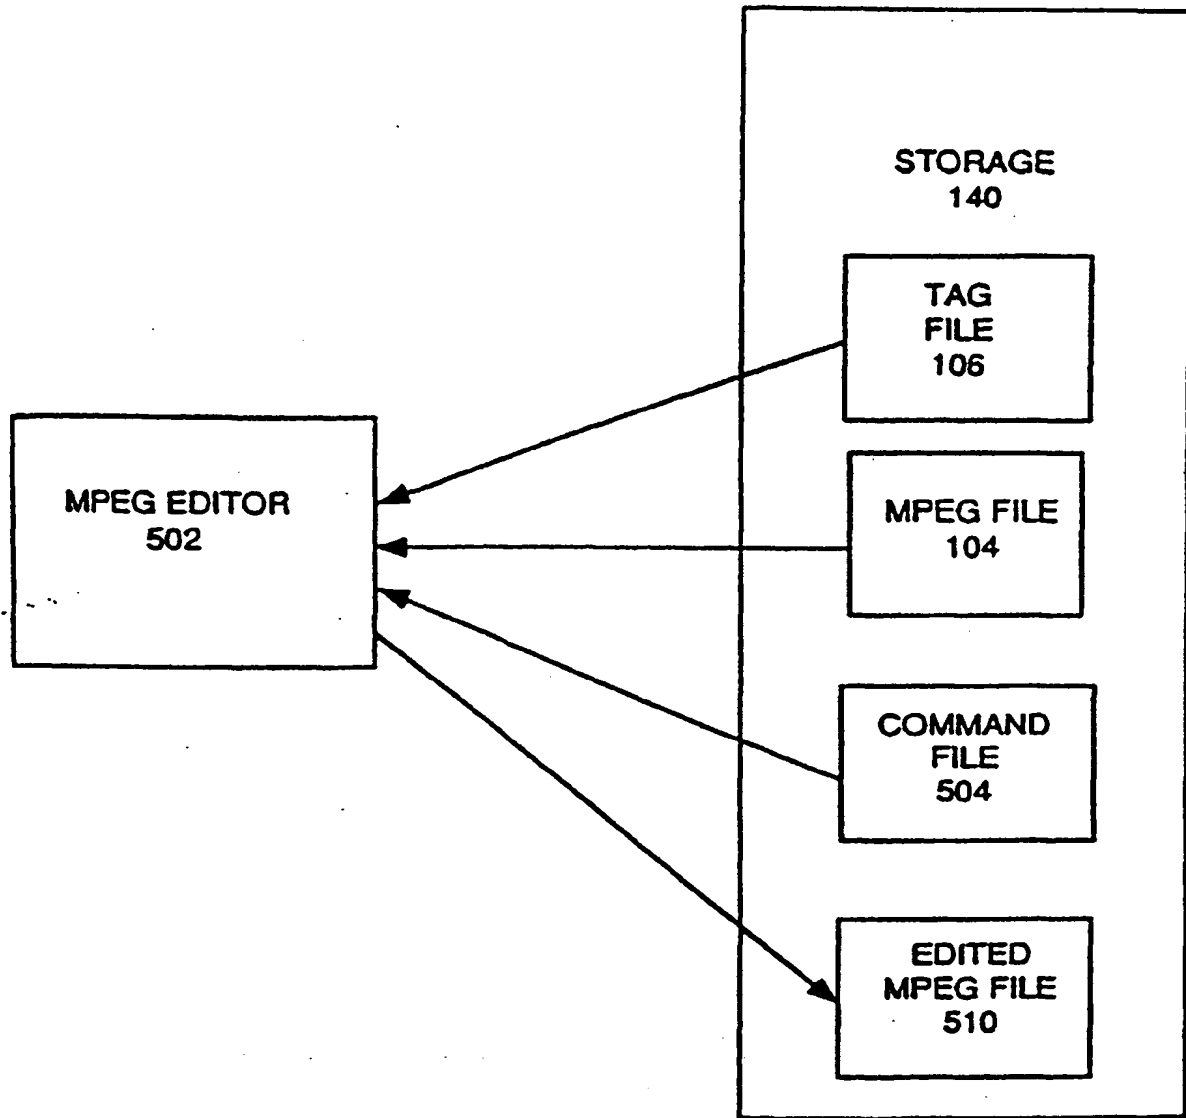 STORAGE
140
TAG
FILE
106
MPEG EDITOR
502
MPEG FILE
104
COMMAND
FILE
504
EDITED
MPEG FILE
510